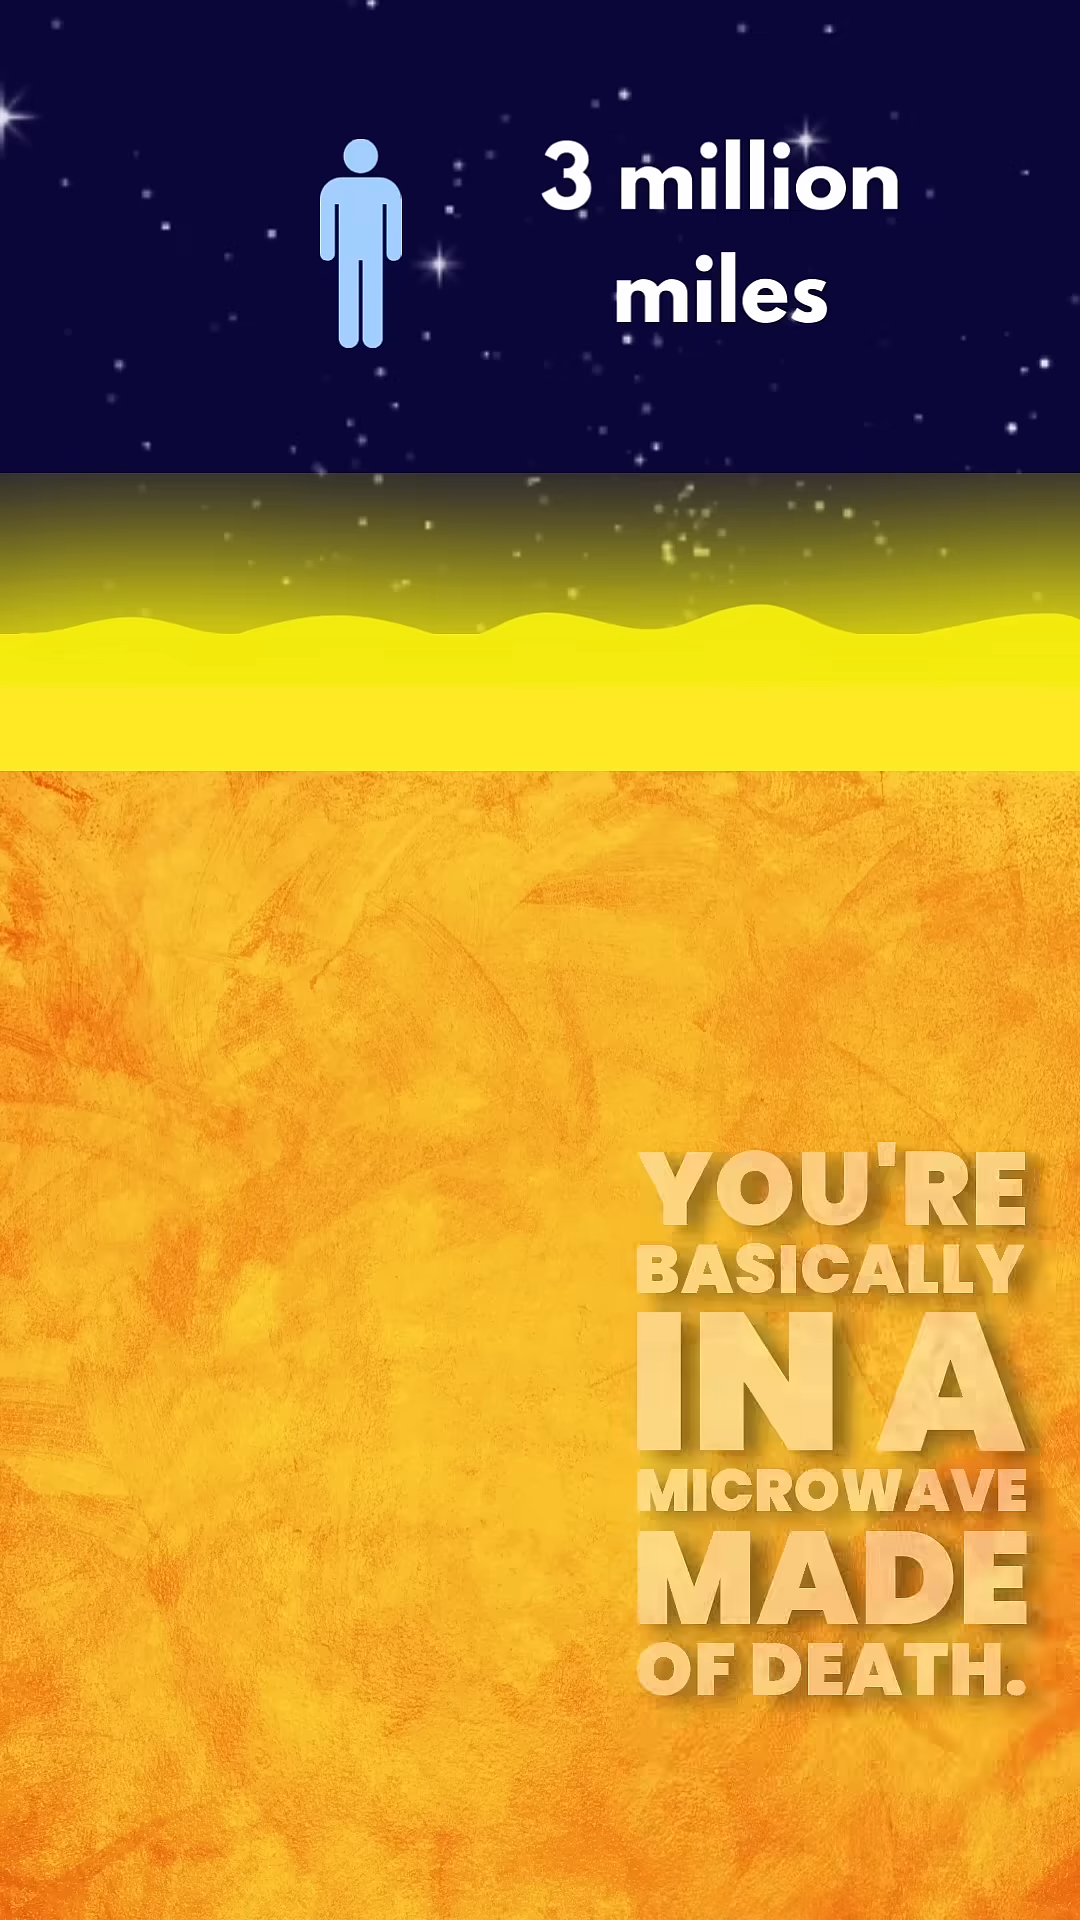 3 million
miles
YOU'RE
BASICALLY
IN A
MICROWAVE
MADE
OF DEATH.